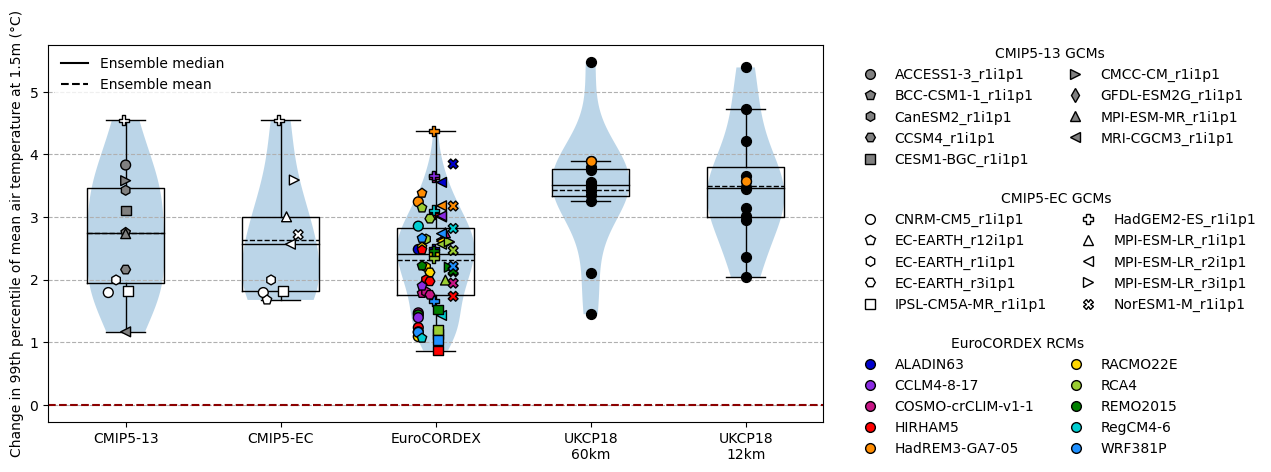 Change in 99th percentile of mean air temperature at 1.5m (°C)
Ensemble median
Ensemble mean
5
4
3
2
1
0
CMIP5-13
CMIP5-EC
EuroCORDEX
UKCP18
60km
UKCP18
12km
CMIP5-13 GCMs
ACCESS1-3_r1i1p1
BCC-CSM1-1_r1i1p1
CanESM2_r1i1p1
CCSM4_r1i1p1
CESM1-BGC_r1i1p1
CMCC-CM_r1i1p1
GFDL-ESM2G_r1i1p1
MPI-ESM-MR_r1i1p1
MRI-CGCM3_r1i1p1
CMIP5-EC GCMs
CNRM-CM5_r1i1p1
EC-EARTH_r12i1p1
EC-EARTH_r1i1p1
EC-EARTH_r3i1p1
IPSL-CM5A-MR_r1i1p1
HadGEM2-ES_r1i1p1
MPI-ESM-LR_r1i1p1
MPI-ESM-LR_r2i1p1
MPI-ESM-LR_r3i1p1
NorESM1-M_r1i1p1
EuroCORDEX RCMs
ALADIN63
CCLM4-8-17
COSMO-crCLIM-v1-1
HIRHAM5
HadREM3-GA7-05
RACMO22E
RCA4
REMO2015
RegCM4-6
WRF381P